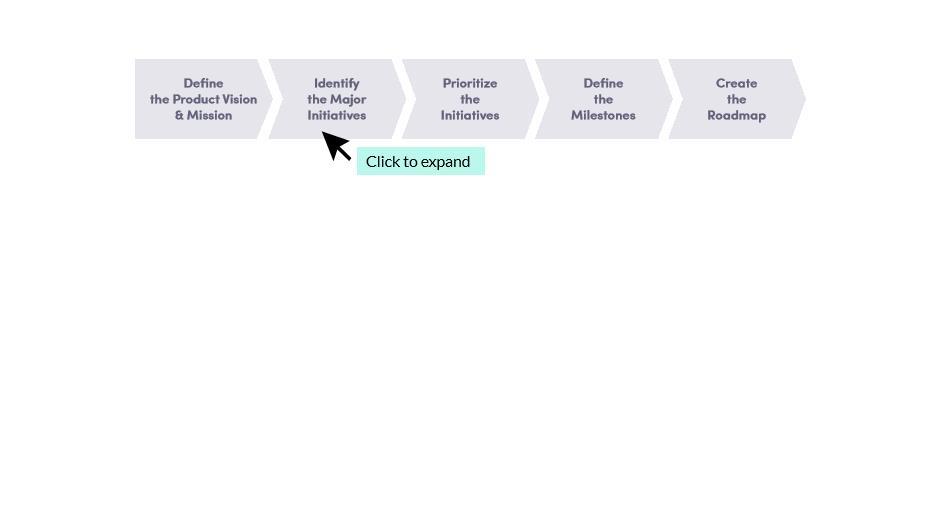 Define
the Product Vision
& Mission
Identify
the Major
Initiatives
Prioritize
the
Initiatives
Define
the
Milestones
Create
the
Roadmap
Click to expand